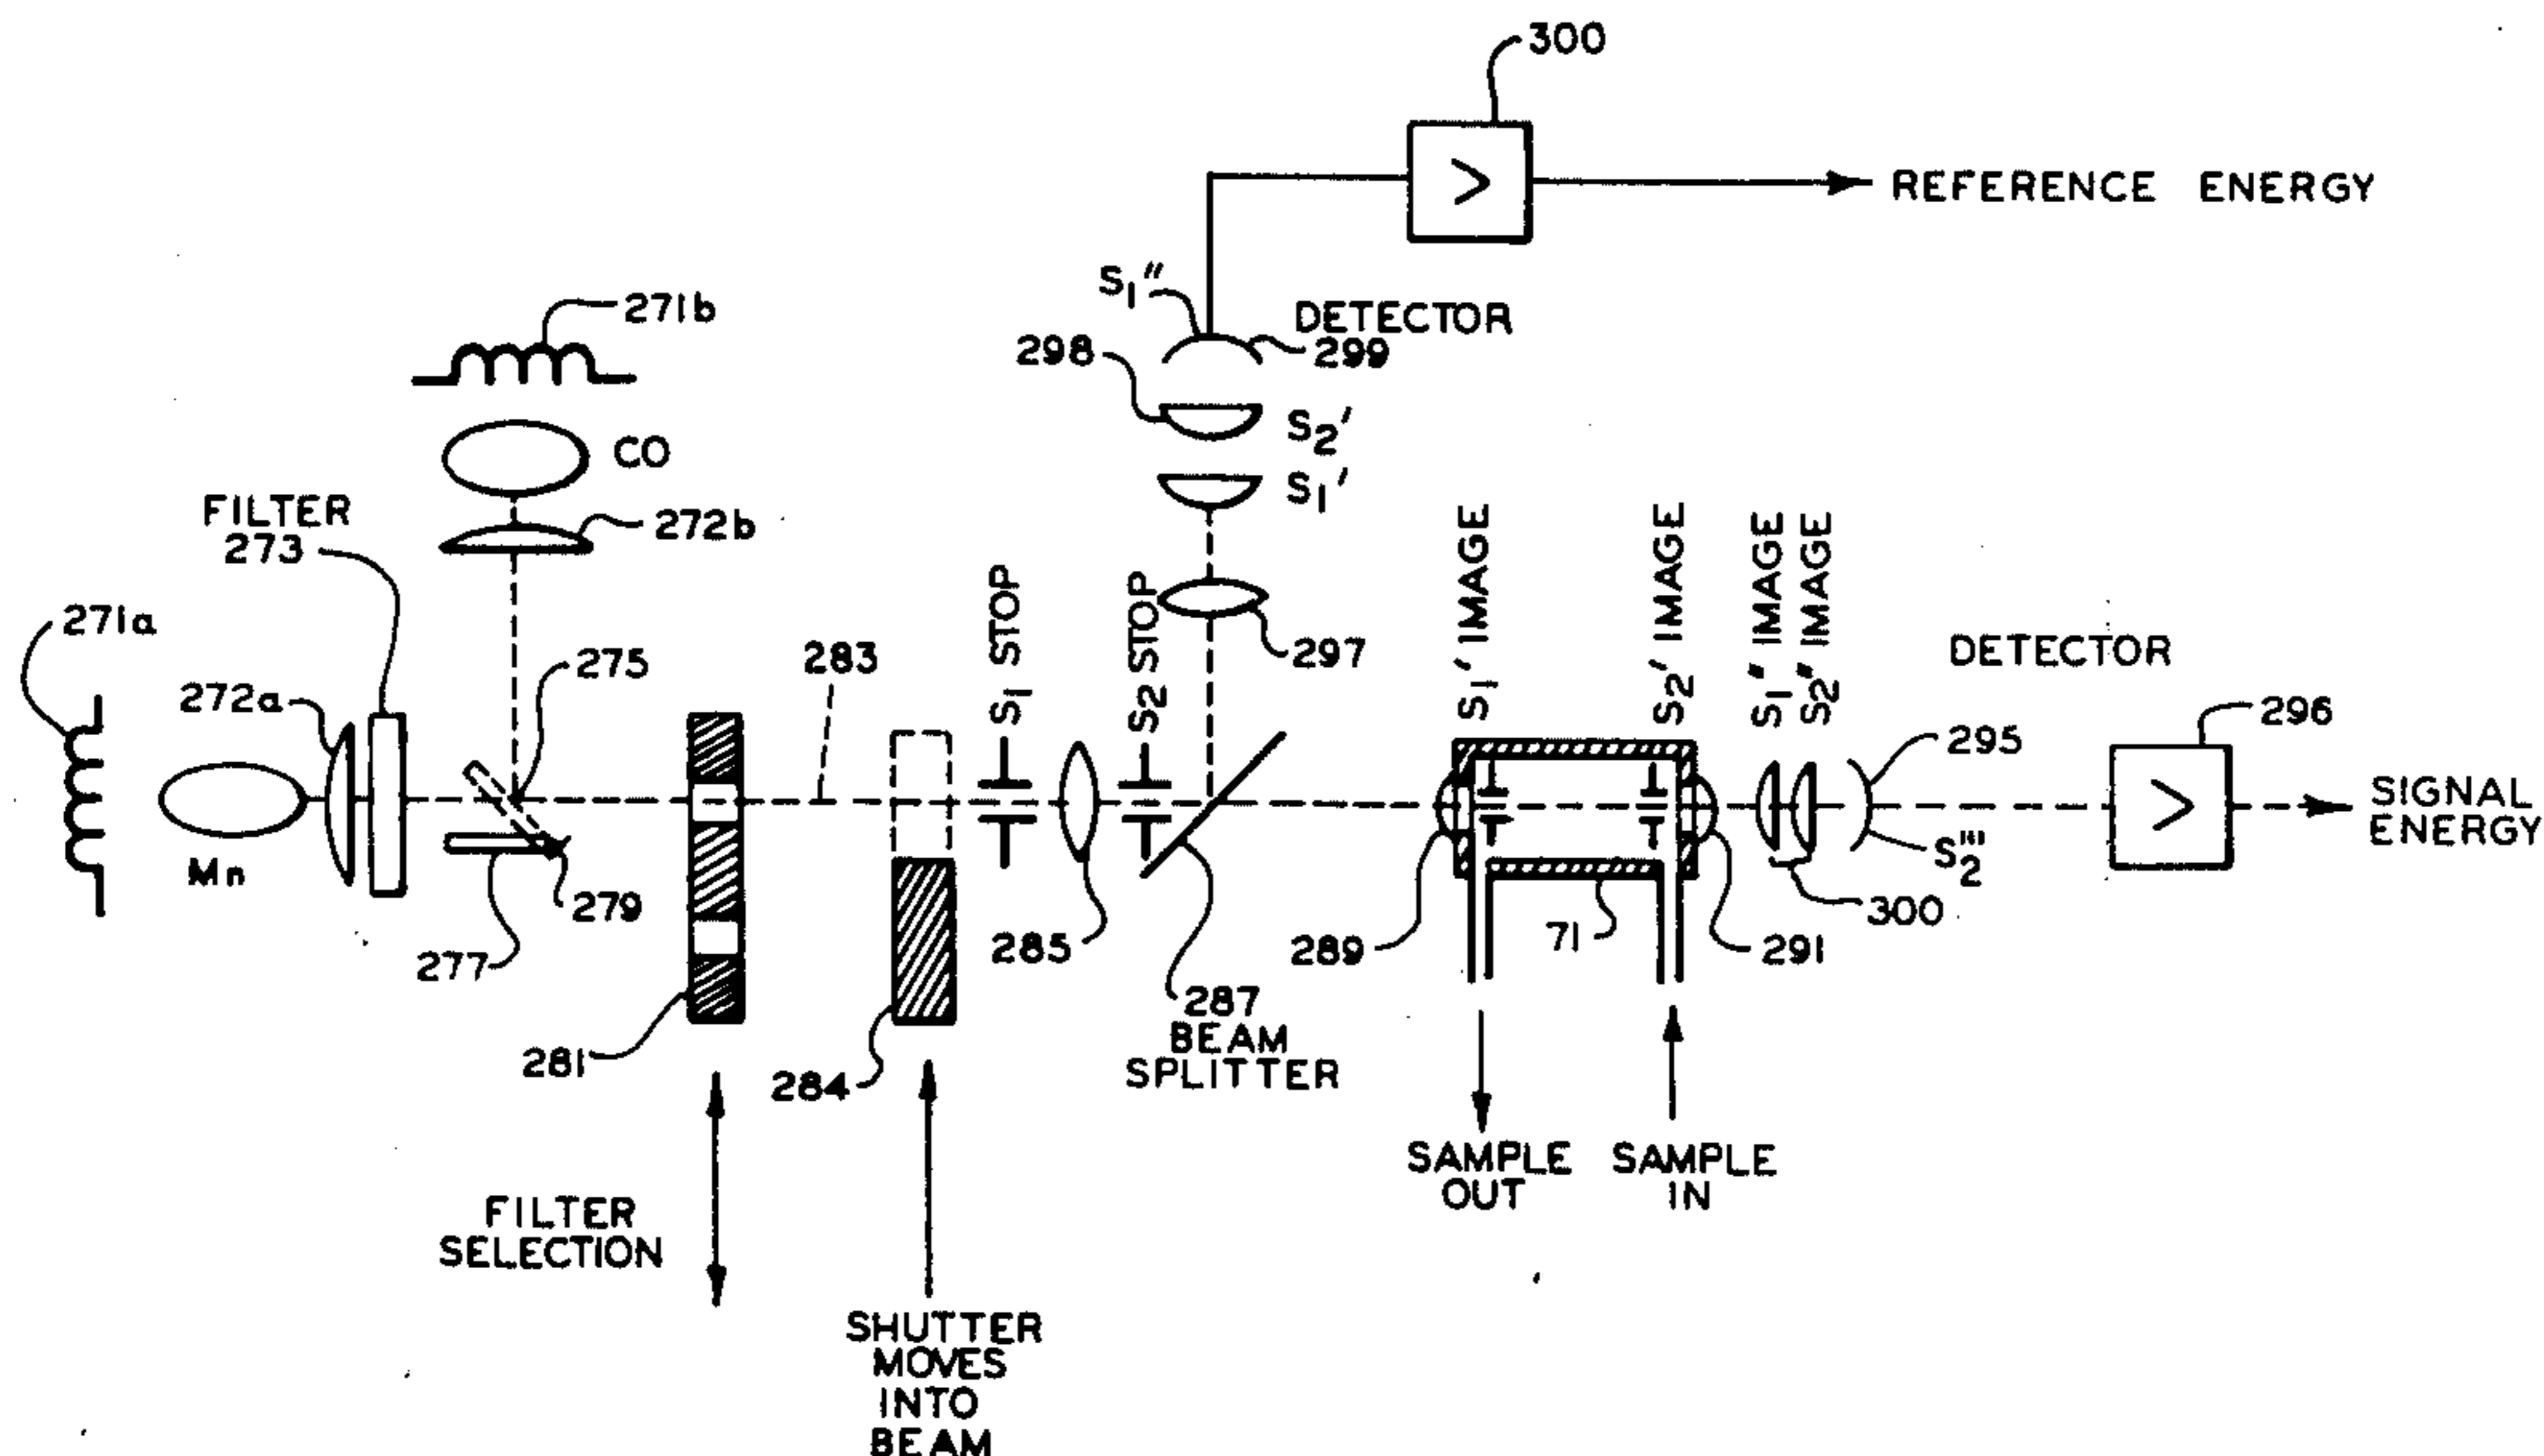 300
REFERENCE ENERGY
S1"
DETECTOR
299
298
S2'
S1'
297
271b
CO
272b
FILTER
273
271a
272a
Mn
275
277
279
281
283
284
S1 STOP
S2 STOP
285
287
BEAM
SPLITTER
S1' IMAGE
S2' IMAGE
S1" IMAGE
S2" IMAGE
289
71
291
DETECTOR
295
S2'''
300
296
SIGNAL
ENERGY
SAMPLE
OUT
SAMPLE
IN
FILTER
SELECTION
SHUTTER
MOVES
INTO
BEAM